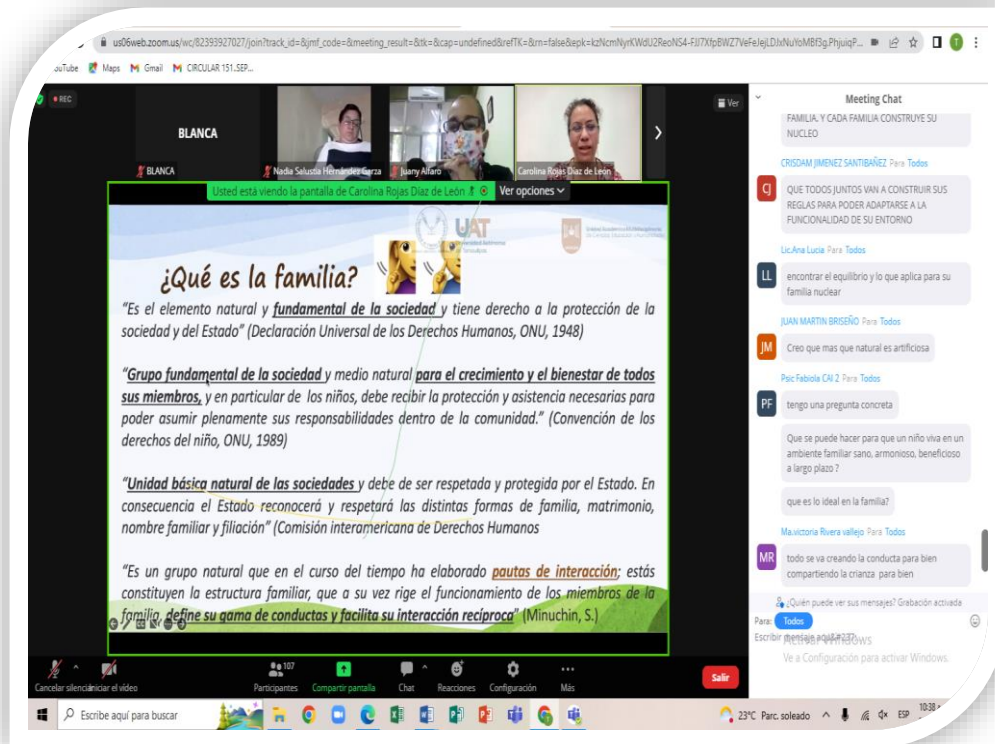 us06web.zoom.us/wc/82393927027/join?track_id=&jmf_code=&meeting_result=&tk=&cap=undefined&refTK=&rn=false&epk=
Maps Gmail CIRCULAR 151..SEP...
REC
BLANCA
BLANCA
Nadia Salustia Hernández Garza
Juany Alfaro
Carolina Rojas Diaz de León
Ver
Usted está viendo la pantalla de Carolina Rojas Diaz de León
Ver opciones
UAT
¿Qué es la familia?
“Es el elemento natural y fundamental de la sociedad y tiene derecho a la protección de la
sociedad y del Estado” (Declaración Universal de los Derechos Humanos, ONU, 1948)
“Grupo fundamental de la sociedad y medio natural para el crecimiento y el bienestar de todos
sus miembros, y en particular de los niños, debe recibir la protección y asistencia necesarias para
poder asumir plenamente sus responsabilidades dentro de la comunidad.” (Convención de los
derechos del niño, ONU, 1989)
“Unidad básica natural de las sociedades y debe de ser respetada y protegida por el Estado. En
consecuencia el Estado reconocerá y respetará las distintas formas de familia, matrimonio,
nombre familiar y filiación” (Comisión interamericana de Derechos Humanos
“Es un grupo natural que en el curso del tiempo ha elaborado pautas de interacción; estás
constituyen la estructura familiar, que a su vez rige el funcionamiento de los miembros de la
familia, define su gama de conductas y facilita su interacción recíproca” (Minuchin, S.)
Meeting Chat
FAMILIA. Y CADA FAMILIA CONSTRUYE SU
NUCLEO
CRISDAM JIMENEZ SANTIBAÑEZ Para Todos
CJ
QUE TODOS JUNTOS VAN A CONSTRUIR SUS
REGLAS PARA PODER ADAPTARSE A LA
FUNCIONALIDAD DE SU ENTORNO
Lic.Ana Lucia Para Todos
LL
encontrar el equilibrio y lo que aplica para su
familia nuclear
JUAN MARTIN BRISEÑO Para Todos
JM
Creo que mas que natural es artificiosa
Psic Fabiola CAI 2 Para Todos
PF
tengo una pregunta concreta
Que se puede hacer para que un niño viva en un
ambiente familiar sano, armonioso, beneficioso
a largo plazo ?
que es lo ideal en la familia?
Ma.victoria Rivera vallejo Para Todos
MR
todo se va creando la conducta para bien
compartiendo la crianza para bien
¿Quién puede ver sus mensajes? Grabación activada
Para: Todos
Escribir mensaje aquí&#237;
Activar Windows
Ve a Configuración para activar Windows.
Cancelar silencio
Iniciar el vídeo
107
Participantes
Compartir pantalla
Chat
Reacciones
Configuración
Más
Salir
Escribe aquí para buscar
23°C Parc. soleado
ESP
10:38